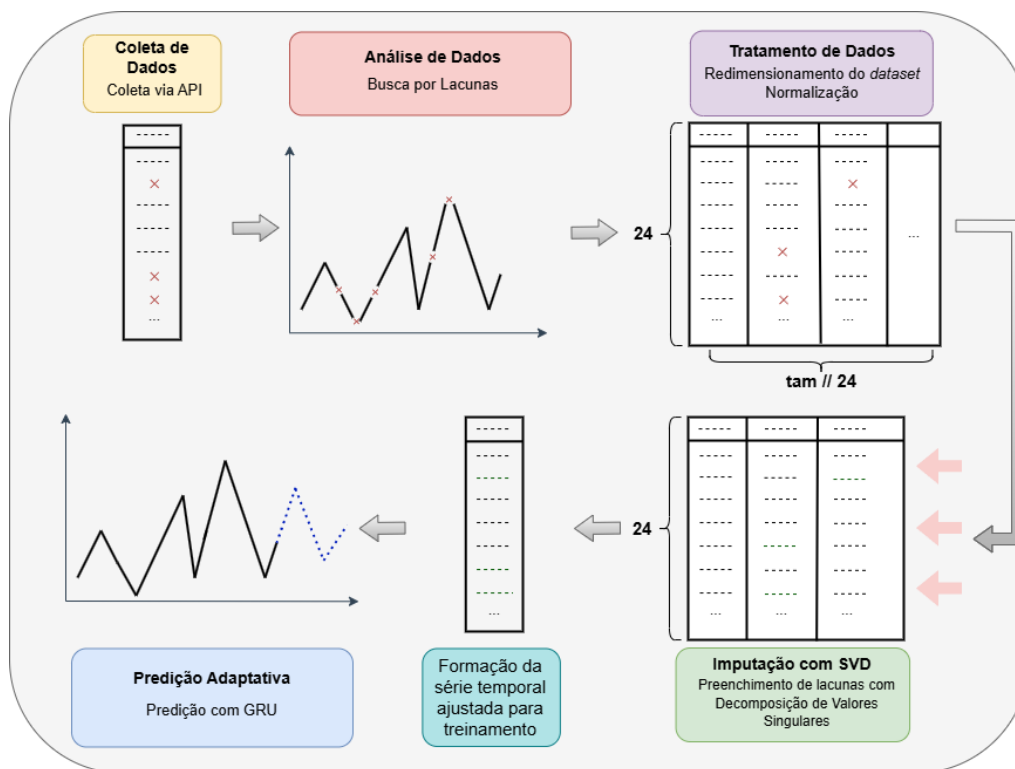 Coleta de
Dados
Coleta via API
Análise de Dados
Busca por Lacunas
Tratamento de Dados
Redimensionamento do dataset
Normalização
...
24
...
...
...
...
tam // 24
24
...
...
...
...
Predição Adaptativa
Predição com GRU
Formação da
série temporal
ajustada para
treinamento
Imputação com SVD
Preenchimento de lacunas com
Decomposição de Valores
Singulares